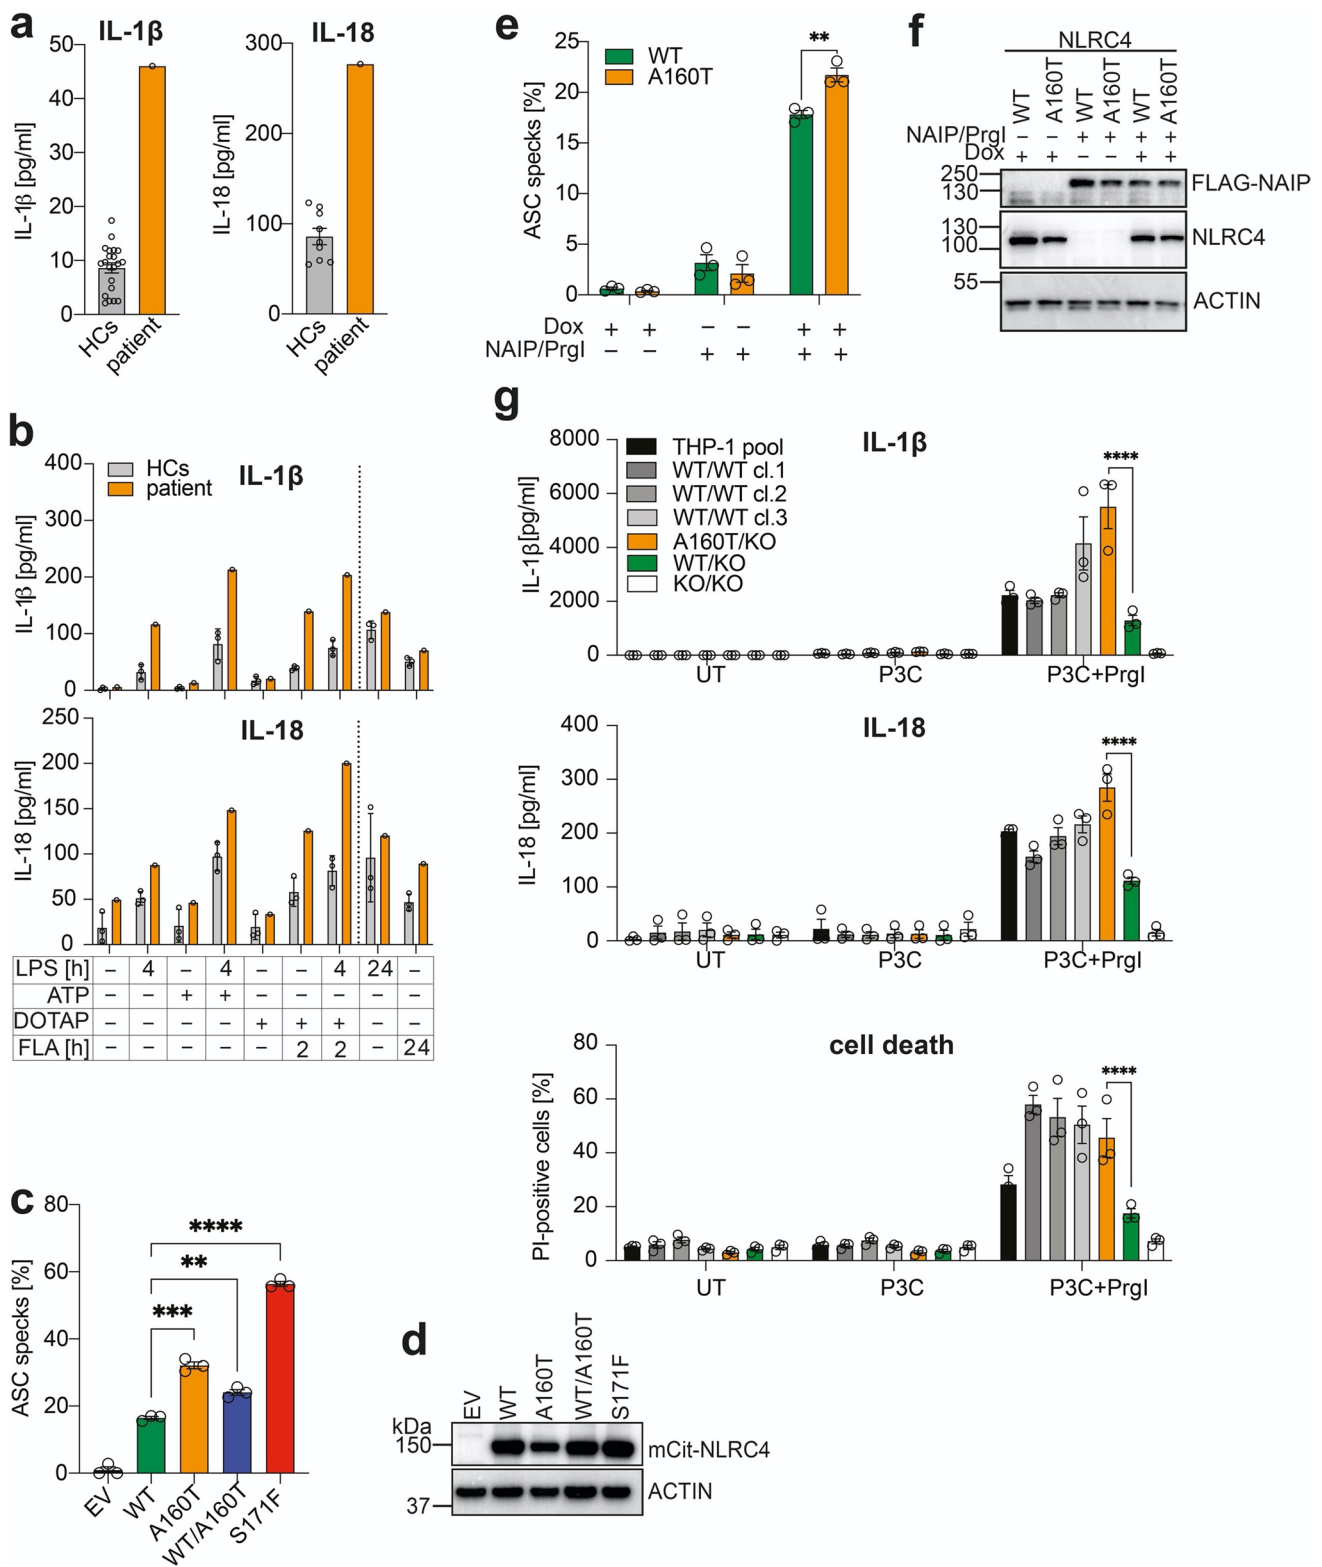 a
IL-1β
IL-1β [pg/ml]
50
40
30
20
10
0
HCs
patient
IL-18
IL-18 [pg/ml]
300
200
100
0
HCs
patient
b
HCs
patient
IL-1β
IL-1β [pg/ml]
400
300
200
100
0
IL-18
IL-18 [pg/ml]
250
200
150
100
50
0
LPS [h] – 4 – 4 – – 4 24 –
ATP – – + + – – – – –
DOTAP – – – – + + + – –
FLA [h] – – – – – 2 2 – 24
c
ASC specks [%]
80
60
40
20
0
****
**
***
EV
WT
A160T
WT/A160T
S171F
d
EV
WT
A160T
WT/A160T
S171F
kDa
150
mCit-NLRC4
37
ACTIN
e
WT
A160T
ASC specks [%]
25
20
15
10
5
0
**
Dox + + – – + +
NAIP/PrgI – – + + + +
f
NLRC4
WT
A160T
WT
A160T
WT
A160T
NAIP/PrgI – – + + + +
Dox + + – – + +
250
130
FLAG-NAIP
130
100
NLRC4
55
ACTIN
g
IL-1β
IL-1β[pg/ml]
8000
6000
4000
2000
0
THP-1 pool
WT/WT cl.1
WT/WT cl.2
WT/WT cl.3
A160T/KO
WT/KO
KO/KO
****
UT
P3C
P3C+PrgI
IL-18
IL-18 [pg/ml]
400
300
200
100
0
****
UT
P3C
P3C+PrgI
cell death
PI-positive cells [%]
80
60
40
20
0
****
UT
P3C
P3C+PrgI